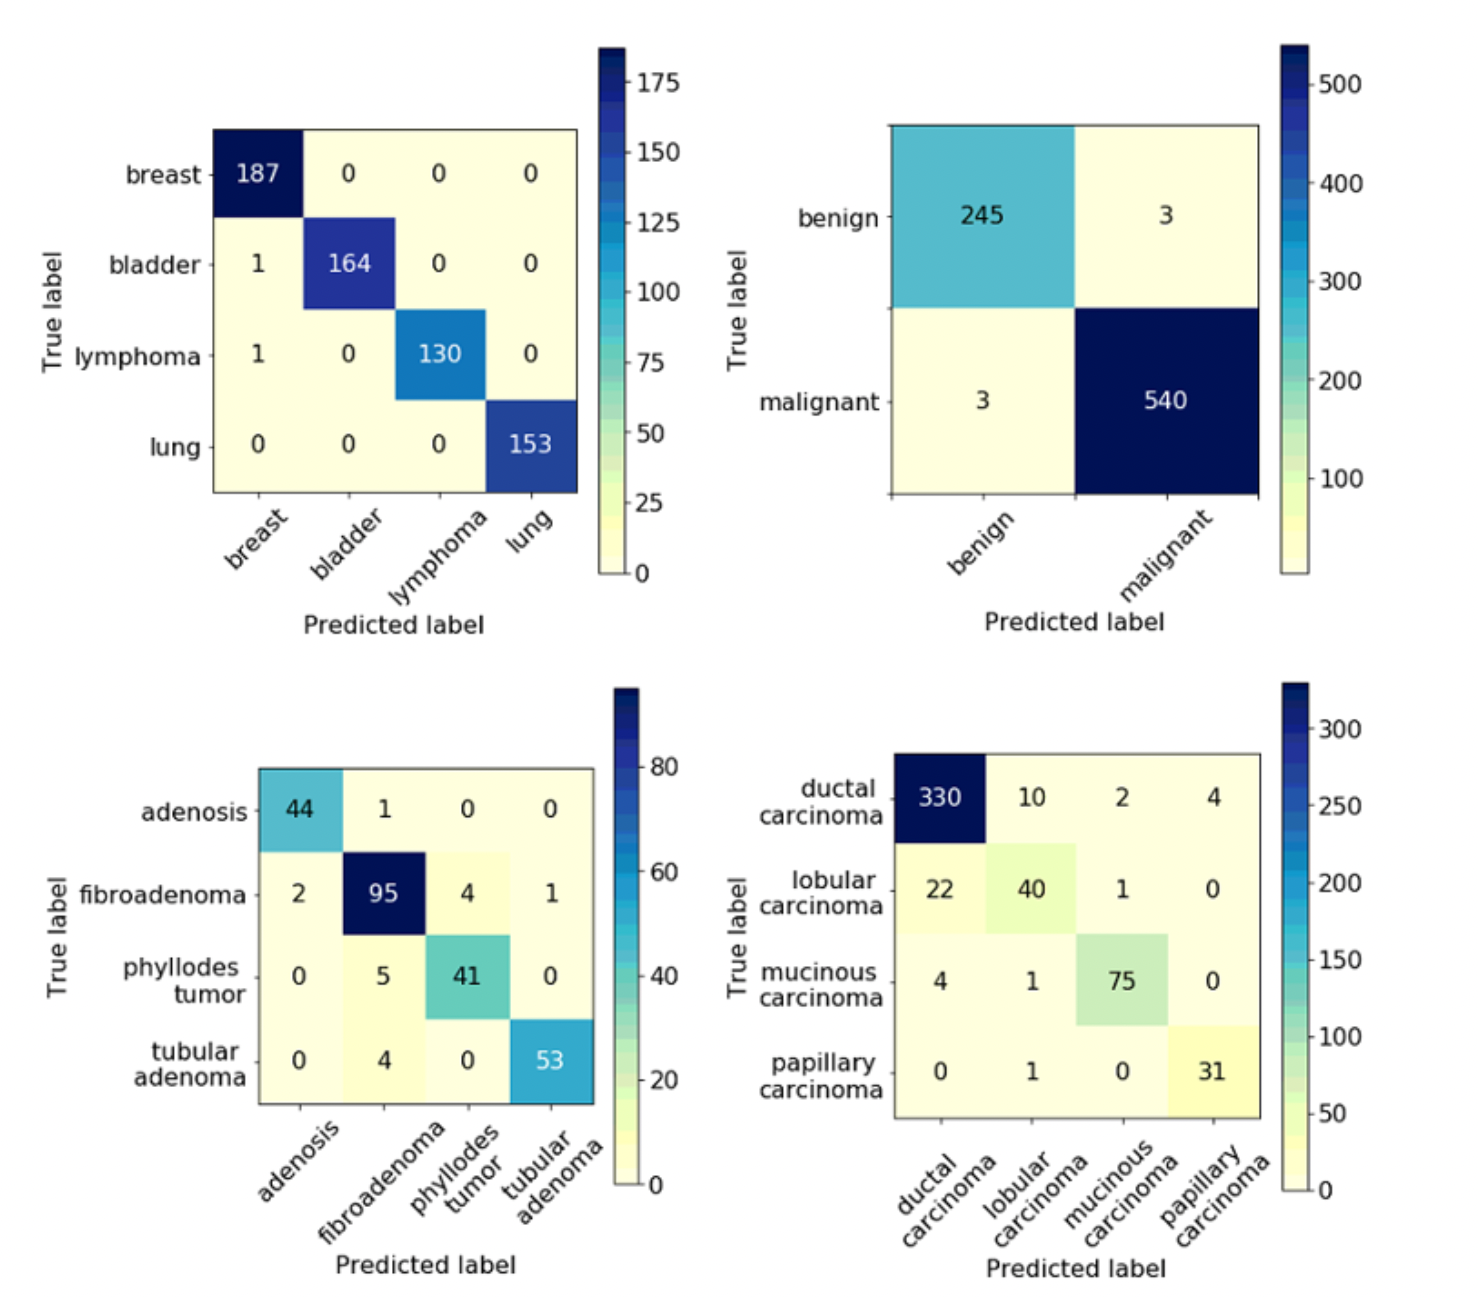 breast 187 0 0 0
bladder 1 164 0 0
lymphoma 1 0 130 0
lung 0 0 0 153
True label
breast bladder lymphoma lung
Predicted label
175
150
125
100
75
50
25
0
benign 245 3
malignant 3 540
True label
benign malignant
Predicted label
500
400
300
200
100
adenosis 44 1 0 0
fibroadenoma 2 95 4 1
phyllodes
tumor 0 5 41 0
tubular
adenoma 0 4 0 53
True label
adenosis
fibroadenoma
phyllodes
tumor
tubular
adenoma
Predicted label
80
60
40
20
0
ductal
carcinoma 330 10 2 4
lobular
carcinoma 22 40 1 0
mucinous
carcinoma 4 1 75 0
papillary
carcinoma 0 1 0 31
True label
ductal
carcinoma
lobular
carcinoma
mucinous
carcinoma
papillary
carcinoma
Predicted label
300
250
200
150
100
50
0